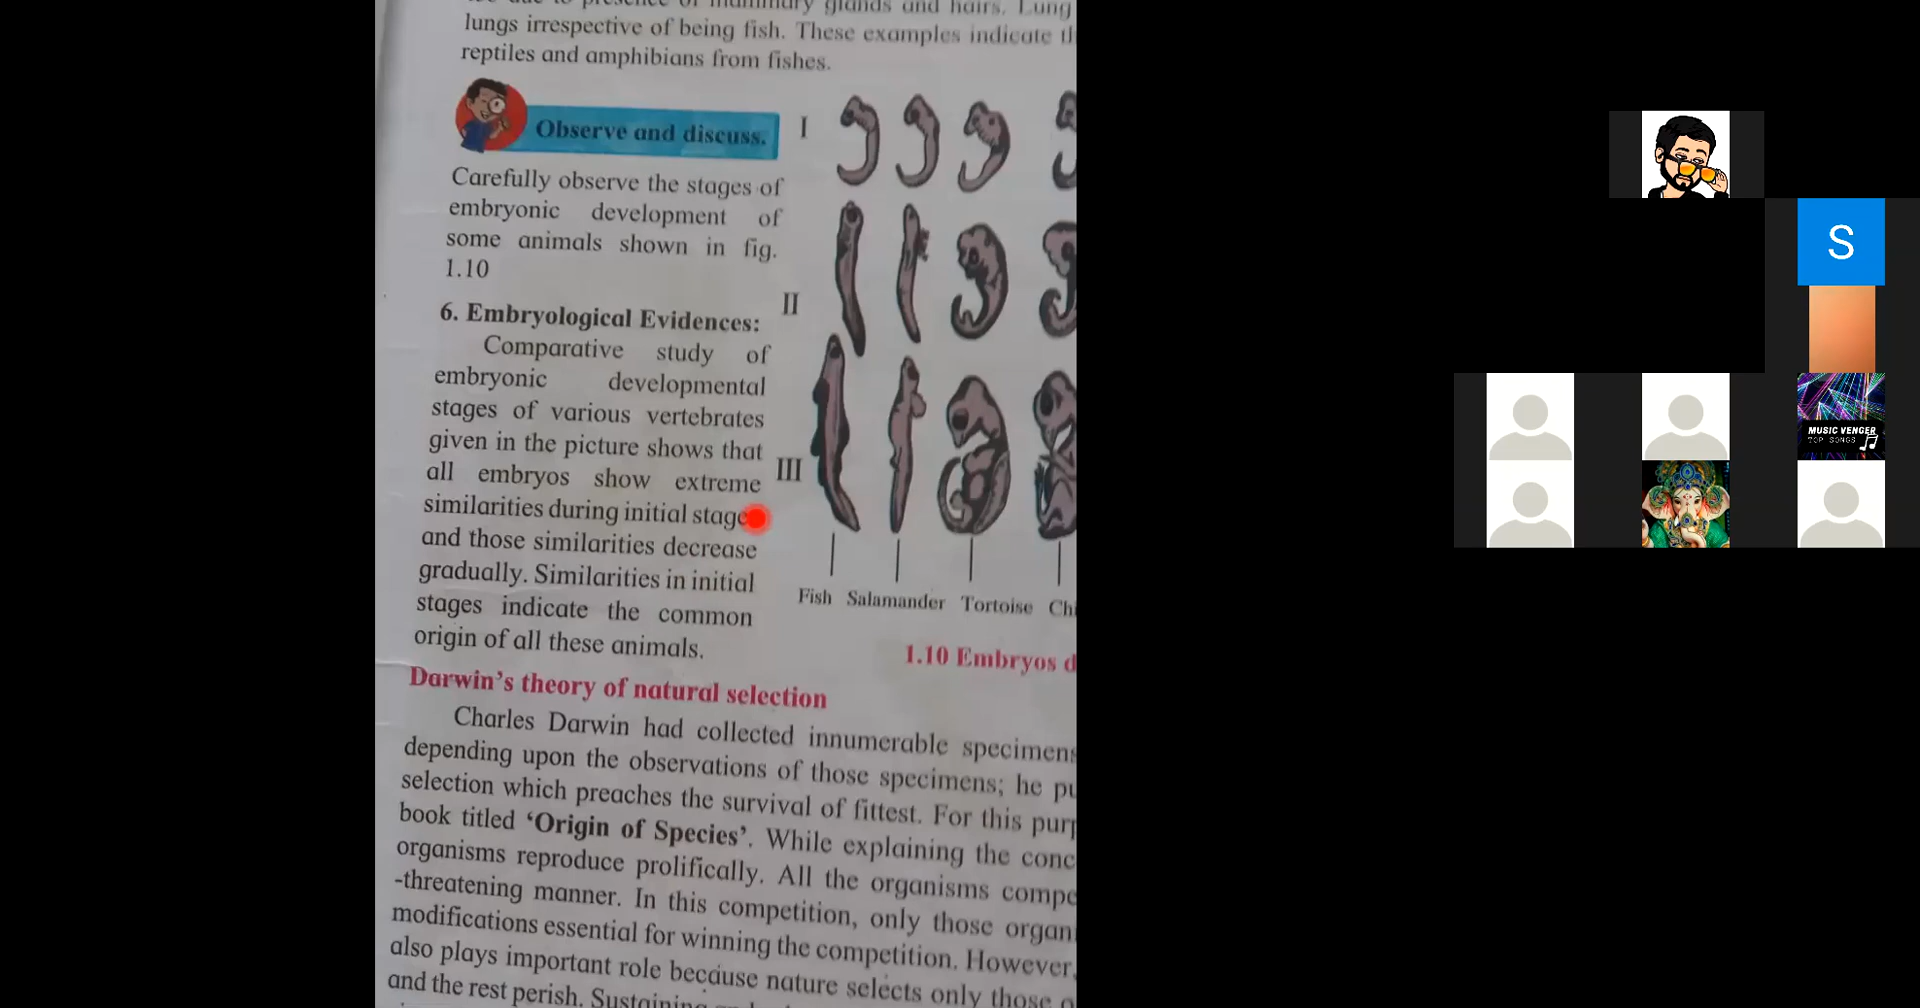 glands and hairs. Lung
lungs irrespective of being fish. These examples indicate
reptiles and amphibians from fishes.
Observe and discuss.
Carefully observe the stages of
embryonic development of
some animals shown in fig.
1.10
6. Embryological Evidences:
Comparative study of
embryonic developmental
stages of various vertebrates
given in the picture shows that
all embryos show extreme
similarities during initial
and those similarities decrease
gradually. Similarities in initial
stages indicate the common
origin of all these animals.
I
II
III
Fish Salamander Tortoise
1.10 Embryos
Darwin's theory of natural selection
Charles Darwin had collected innumerable specimens
depending upon the observations of those specimens; he
selection which preaches the survival of fittest. For this
book titled ‘Origin of Species’. While explaining the
organisms reproduce prolifically. All the organisms
-threatening manner. In this competition, only those
modifications essential for winning the competition. However,
also plays important role because nature selects only those
and the rest perish. Sustaining
S
MUSIC VENGER
TOP SONGS